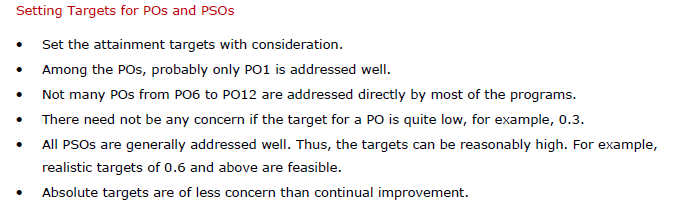 Setting Targets for POs and PSOs
• Set the attainment targets with consideration.
• Among the POs, probably only PO1 is addressed well.
• Not many POs from PO6 to PO12 are addressed directly by most of the programs.
• There need not be any concern if the target for a PO is quite low, for example, 0.3.
• All PSOs are generally addressed well. Thus, the targets can be reasonably high. For example,
realistic targets of 0.6 and above are feasible.
• Absolute targets are of less concern than continual improvement.